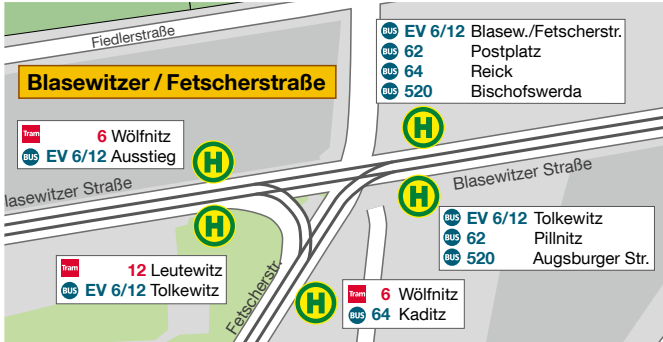 Fiedlerstraße
Blasewitzer / Fetscherstraße
BUS EV 6/12 Blasew./Fetscherstr.
BUS 62 Postplatz
BUS 64 Reick
BUS 520 Bischofswerda
H
Tram 6 Wölfnitz
BUS EV 6/12 Ausstieg
H
lasewitzer Straße
H
Blasewitzer Straße
H
BUS EV 6/12 Tolkewitz
BUS 62 Pillnitz
BUS 520 Augsburger Str.
Tram 12 Leutewitz
BUS EV 6/12 Tolkewitz
Fetscherstr.
H
Tram 6 Wölfnitz
BUS 64 Kaditz